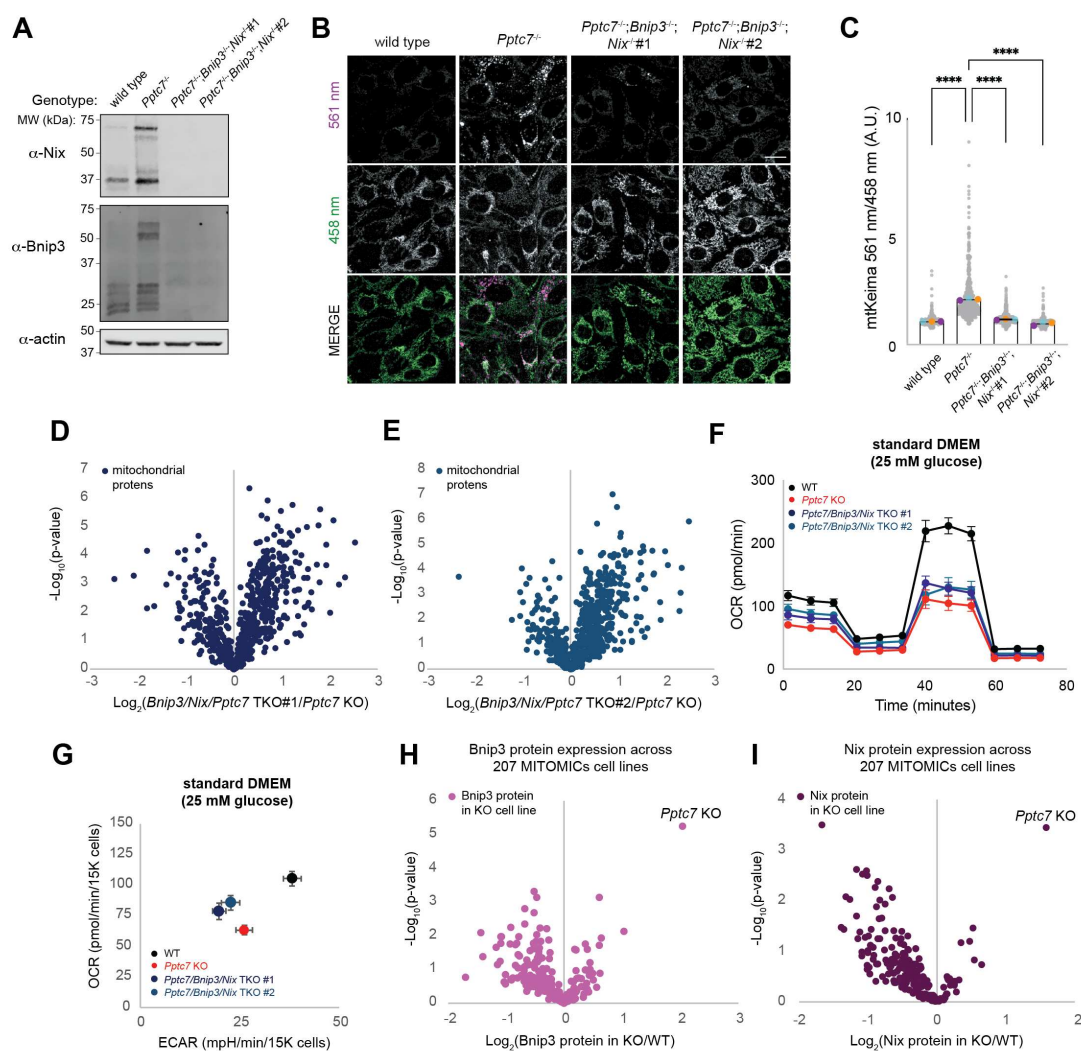 A
Genotype:
wild type
Pptc7-/-
Pptc7-/-;Bnip3-/-;Nix-/-#1
Pptc7-/-;Bnip3-/-;Nix-/-#2
MW (kDa):
75
50
37
α-Nix
75
50
37
25
α-Bnip3
50
37
α-actin
B
wild type
Pptc7-/-
Pptc7-/-;Bnip3-/-;
Nix-/-#1
Pptc7-/-;Bnip3-/-;
Nix-/-#2
561 nm
458 nm
MERGE
C
****
****
****
mtKeima 561 nm/458 nm (A.U.)
10
5
0
wild type
Pptc7-/-
Pptc7-/-;Bnip3-/-;
Nix-/-#1
Pptc7-/-;Bnip3-/-;
Nix-/-#2
D
mitochondrial
protens
-Log10(p-value)
7
6
5
4
3
2
1
0
-3 -2 -1 0 1 2 3
Log2(Bnip3/Nix/Pptc7 TKO#1/Pptc7 KO)
E
mitochondrial
protens
-Log10(p-value)
8
7
6
5
4
3
2
1
0
-3 -2 -1 0 1 2 3
Log2(Bnip3/Nix/Pptc7 TKO#2/Pptc7 KO)
F
standard DMEM
(25 mM glucose)
WT
Pptc7 KO
Pptc7/Bnip3/Nix TKO #1
Pptc7/Bnip3/Nix TKO #2
OCR (pmol/min)
300
200
100
0
0 20 40 60 80
Time (minutes)
G
standard DMEM
(25 mM glucose)
OCR (pmol/min/15K cells)
150
125
100
75
50
25
0
WT
Pptc7 KO
Pptc7/Bnip3/Nix TKO #1
Pptc7/Bnip3/Nix TKO #2
0 25 50
ECAR (mpH/min/15K cells)
H
Bnip3 protein expression across
207 MITOMICs cell lines
Bnip3 protein
in KO cell line
Pptc7 KO
-Log10(p-value)
6
5
4
3
2
1
0
-2 -1 0 1 2 3
Log2(Bnip3 protein in KO/WT)
I
Nix protein expression across
207 MITOMICs cell lines
Nix protein
in KO cell line
Pptc7 KO
-Log10(p-value)
4
3
2
1
0
-2 -1 0 1 2
Log2(Nix protein in KO/WT)